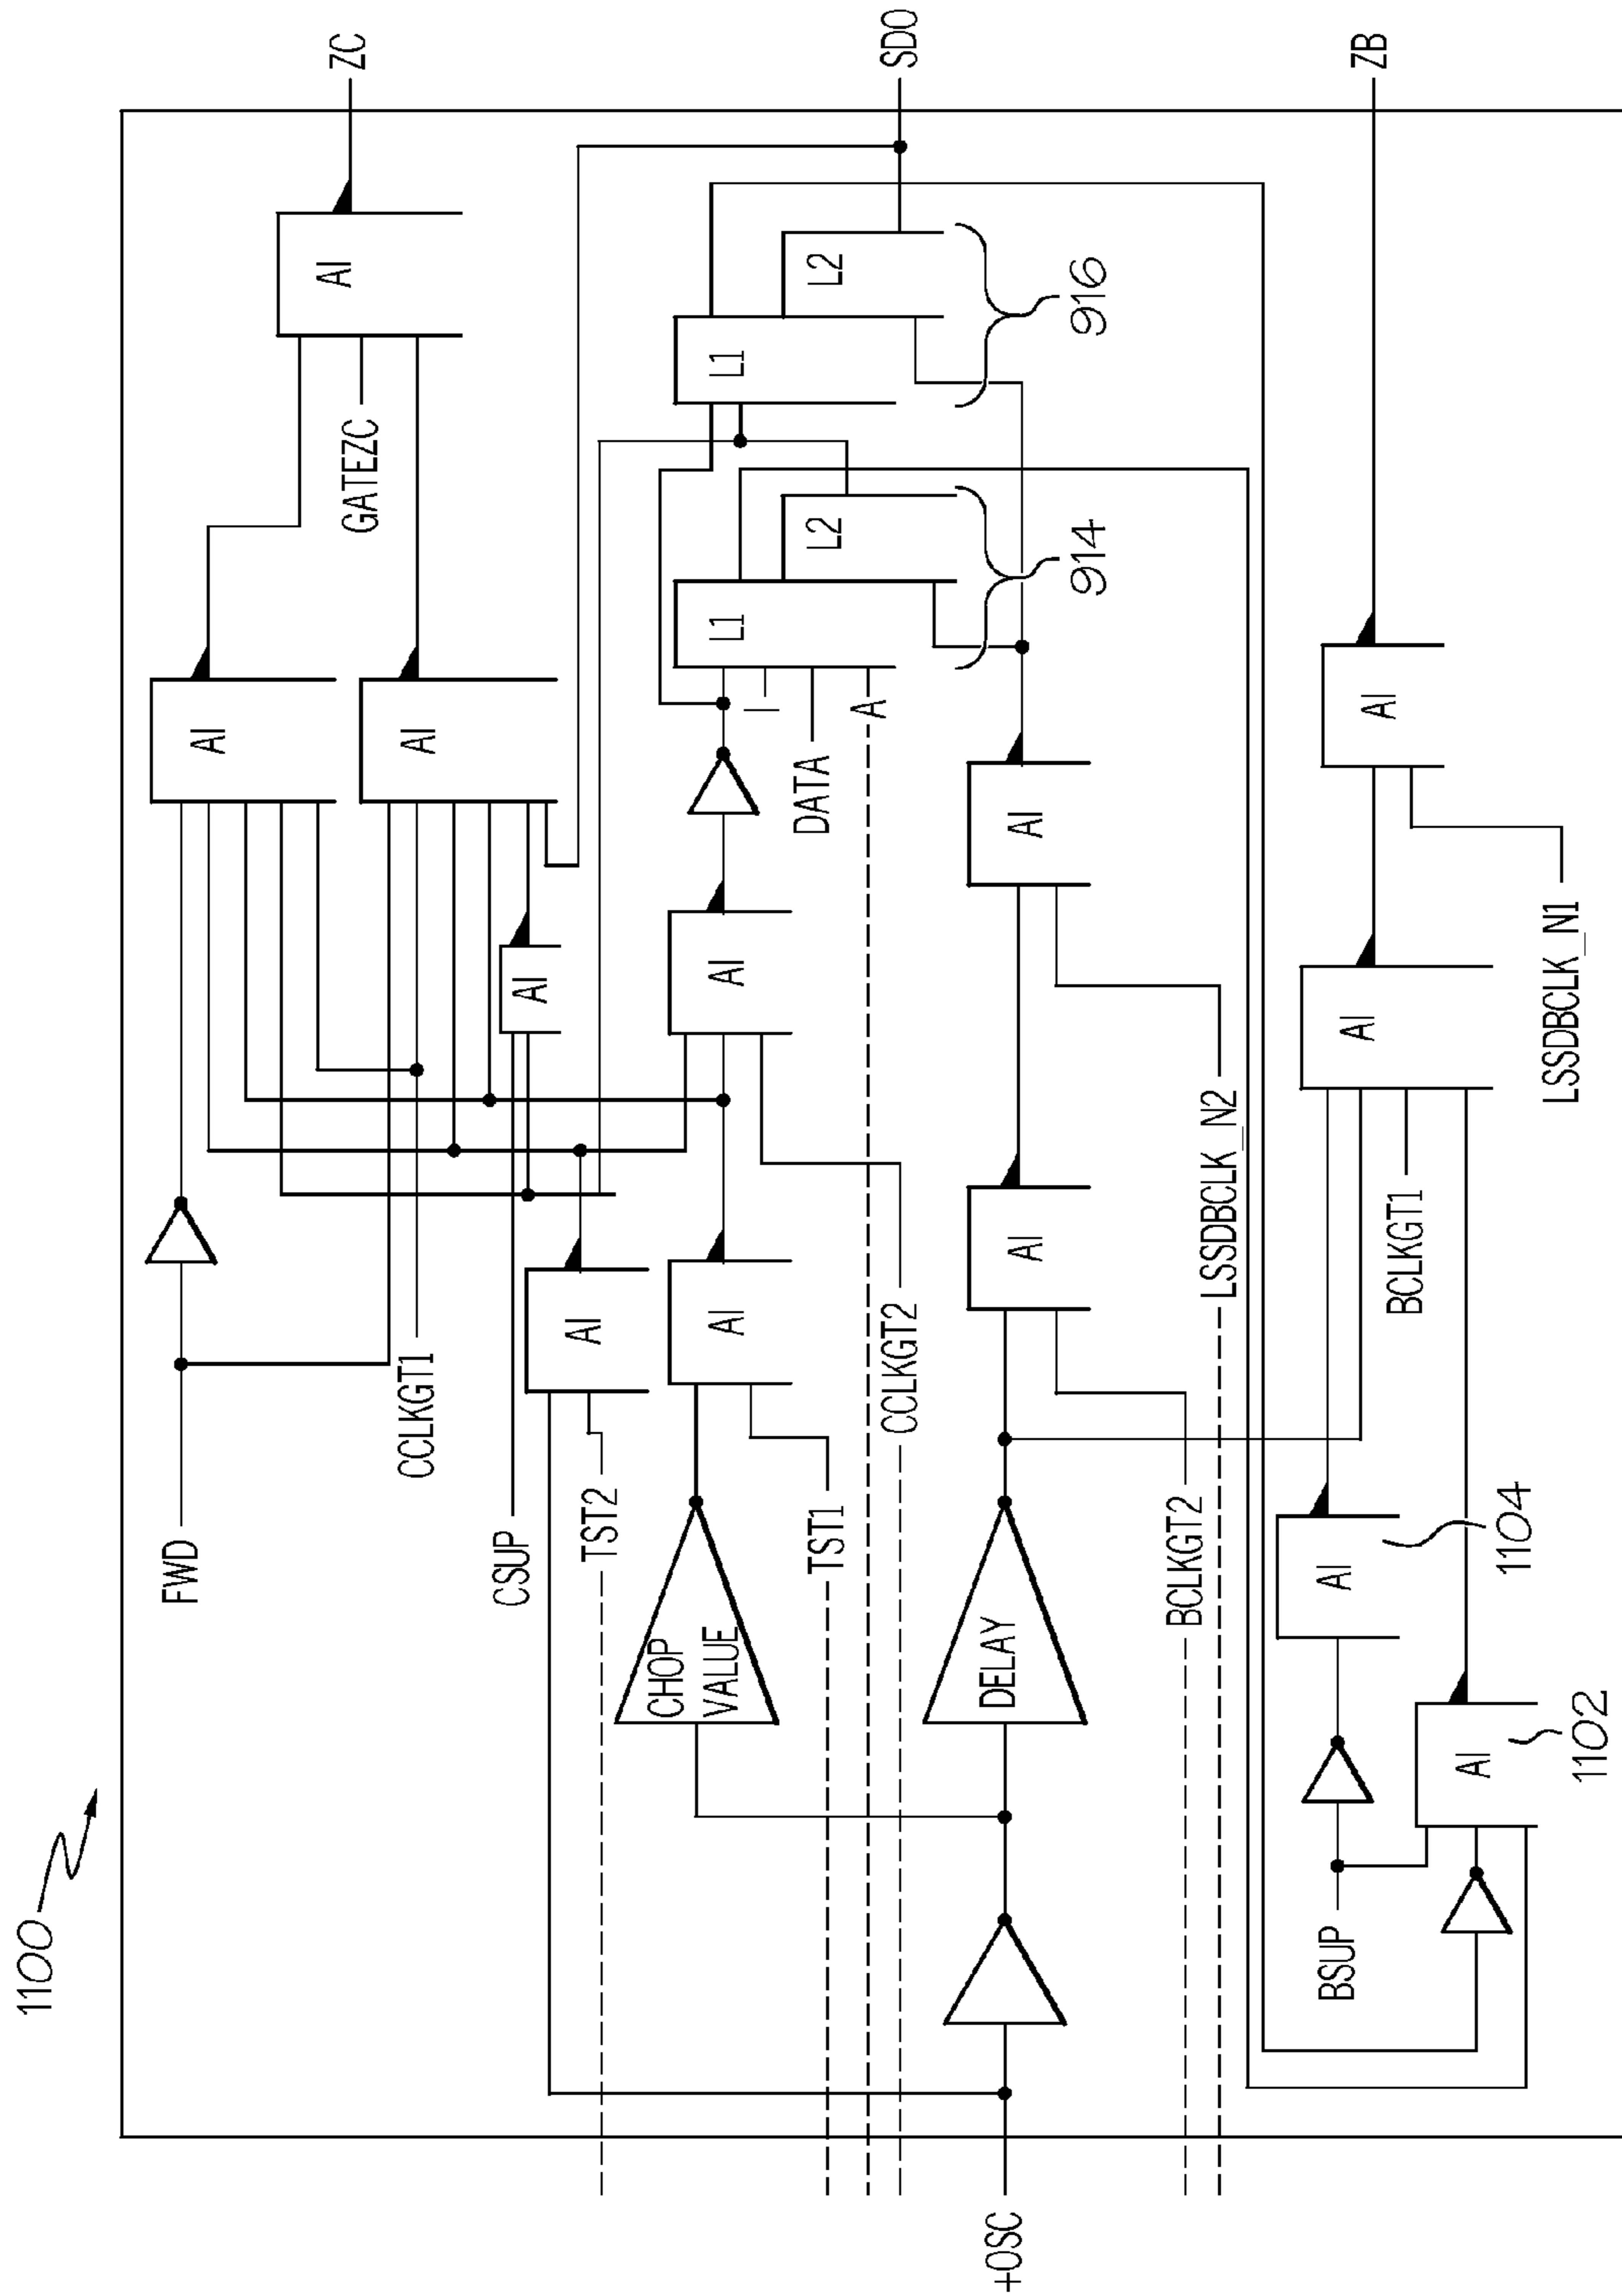 1100
FWD
AI
AI
ZC
GATEZC
CCLKGT1
AI
CSUP
AI
TST2
AI
CHOP
VALUE
AI
AI
L1
L1
I
DATA
L2
L2
TST1
A
CCLKGT2
SDO
+OSC
DELAY
AI
AI
914
916
BCLKGT2
LSSDBCLK_N2
BSUP
AI
AI
AI
ZB
BCLKGT1
AI
1104
LSSDBCLK_N1
1102